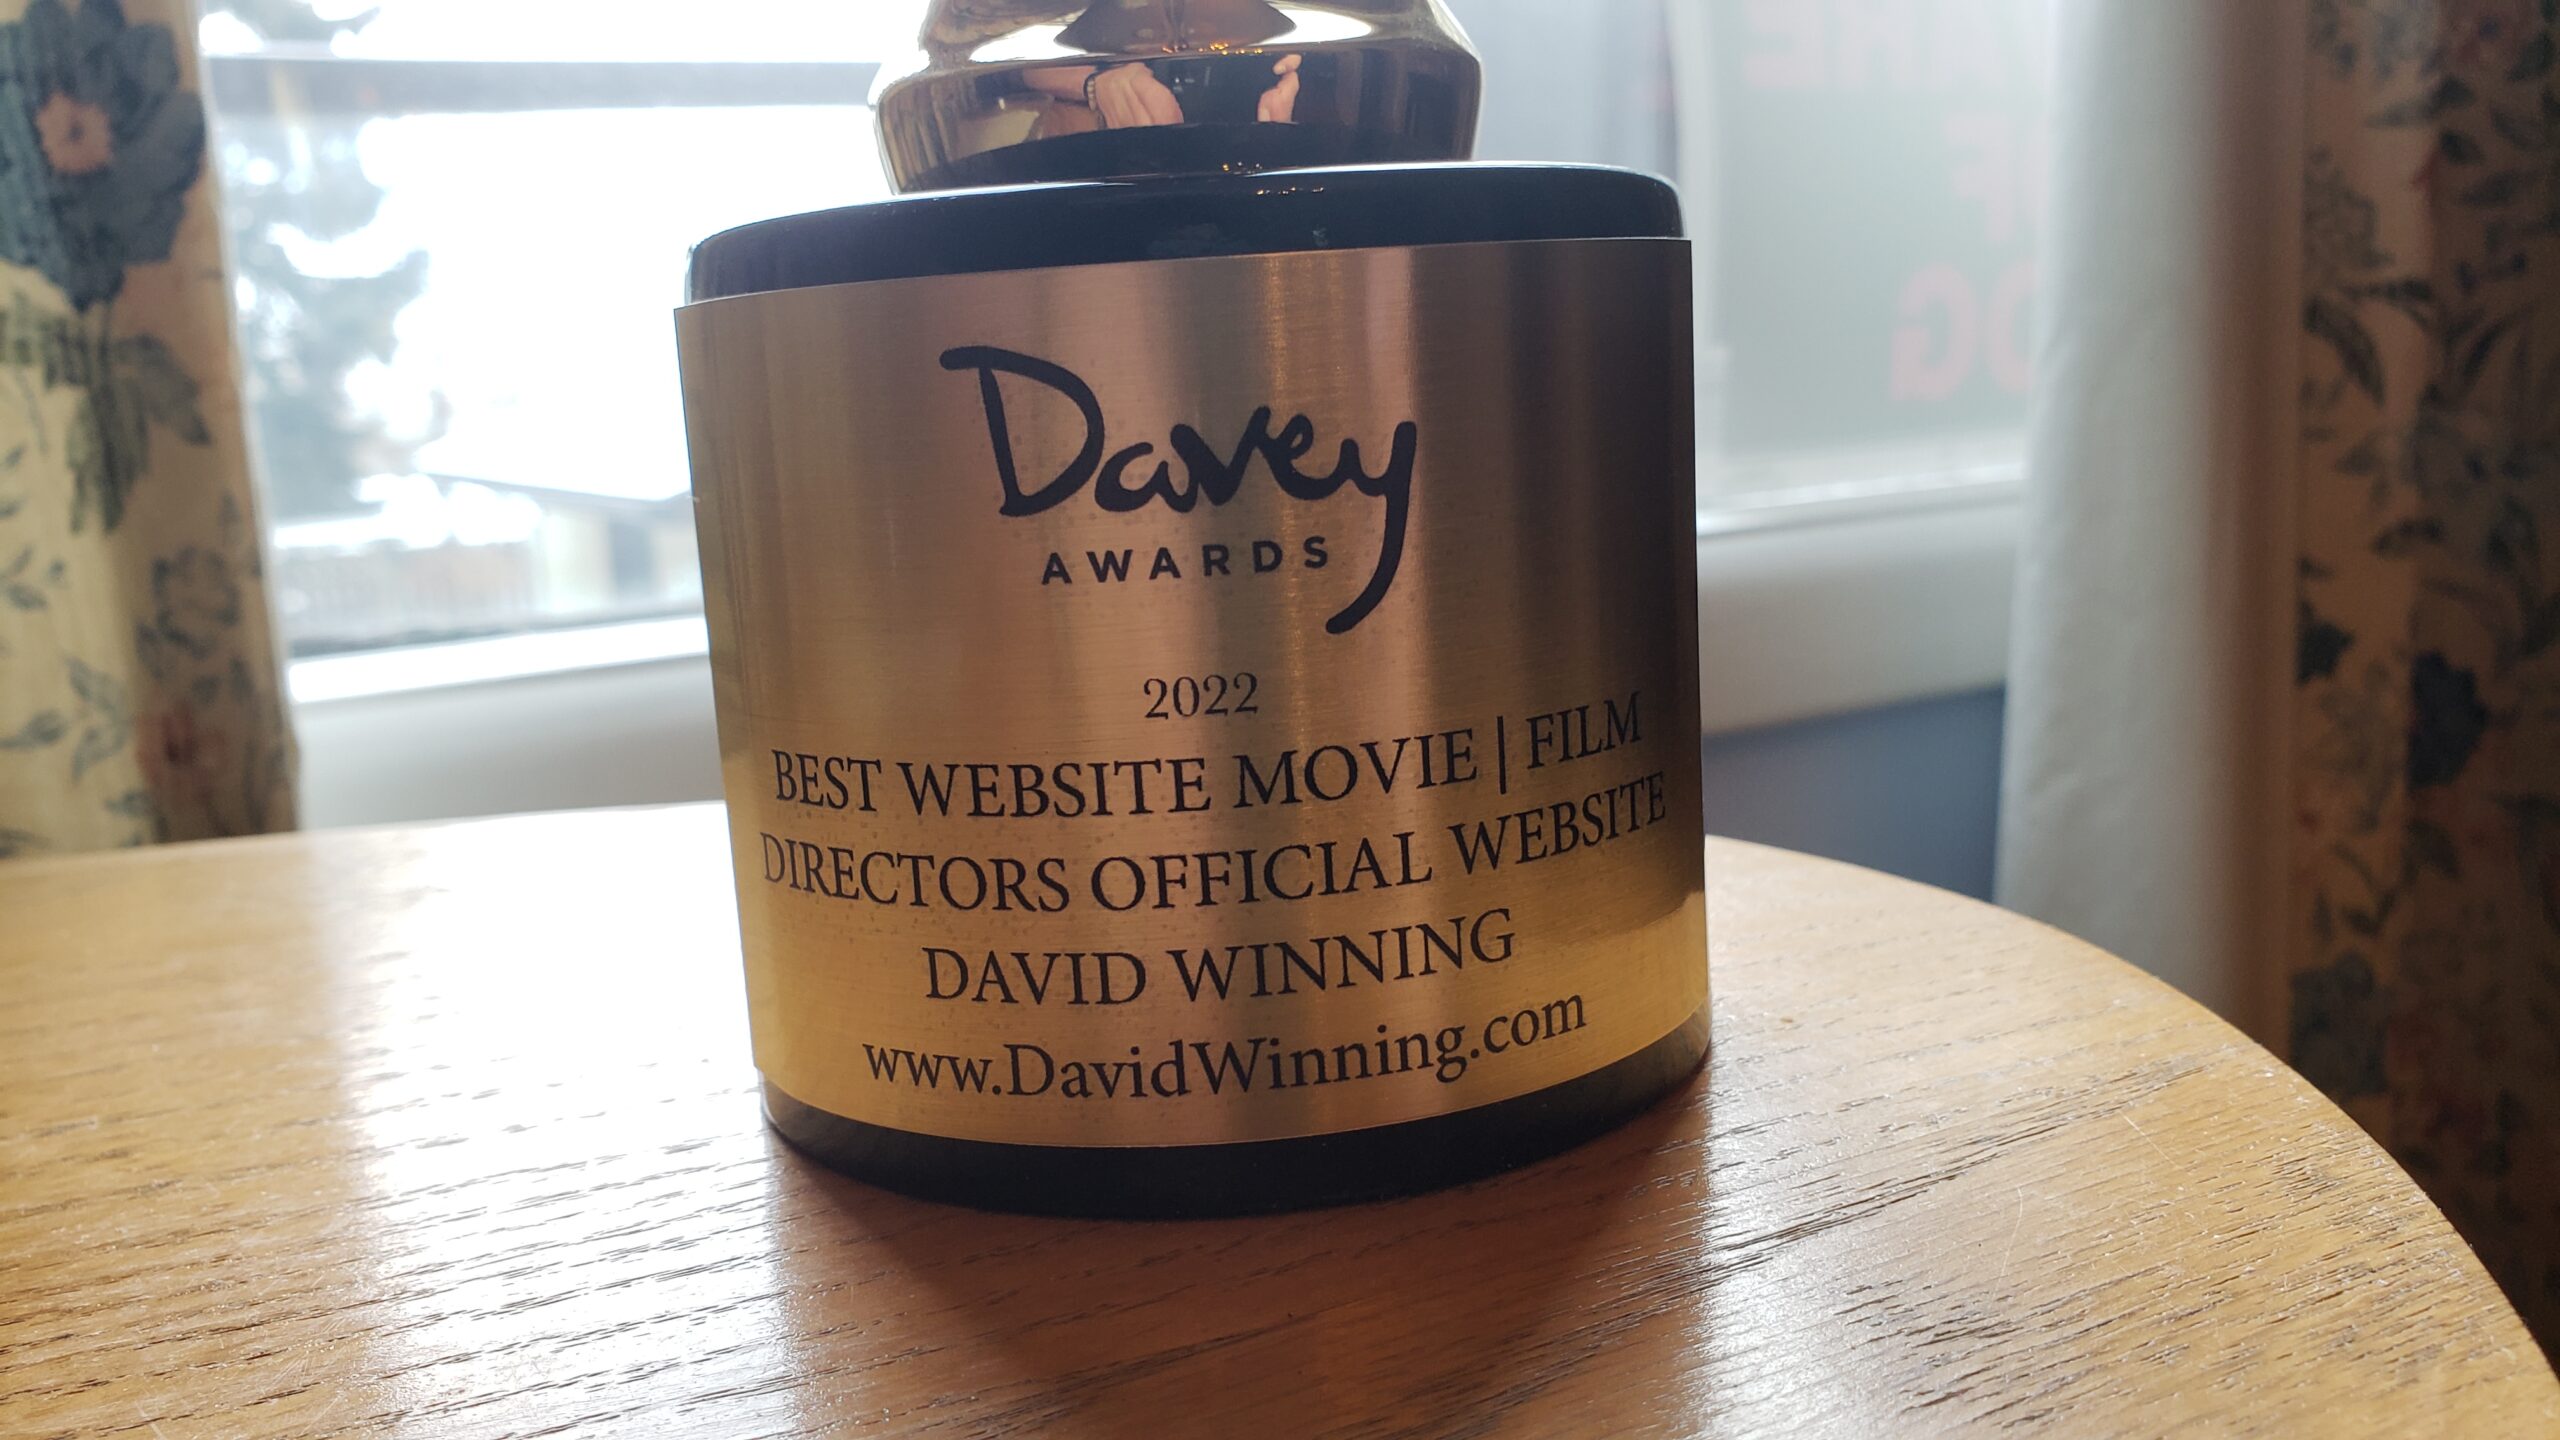 Davey
AWARDS
2022
BEST WEBSITE MOVIE | FILM
DIRECTORS OFFICIAL WEBSITE
DAVID WINNING
www.DavidWinning.com